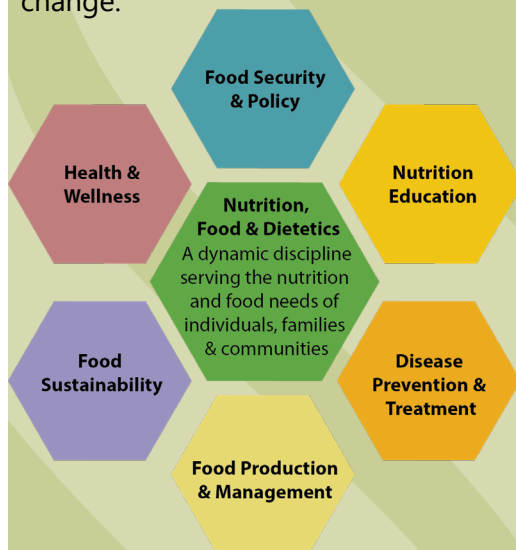 change.
Food Security
& Policy
Health &
Wellness
Nutrition
Education
Nutrition,
Food & Dietetics
A dynamic discipline
serving the nutrition
and food needs of
individuals, families
& communities
Food
Sustainability
Disease
Prevention &
Treatment
Food Production
& Management